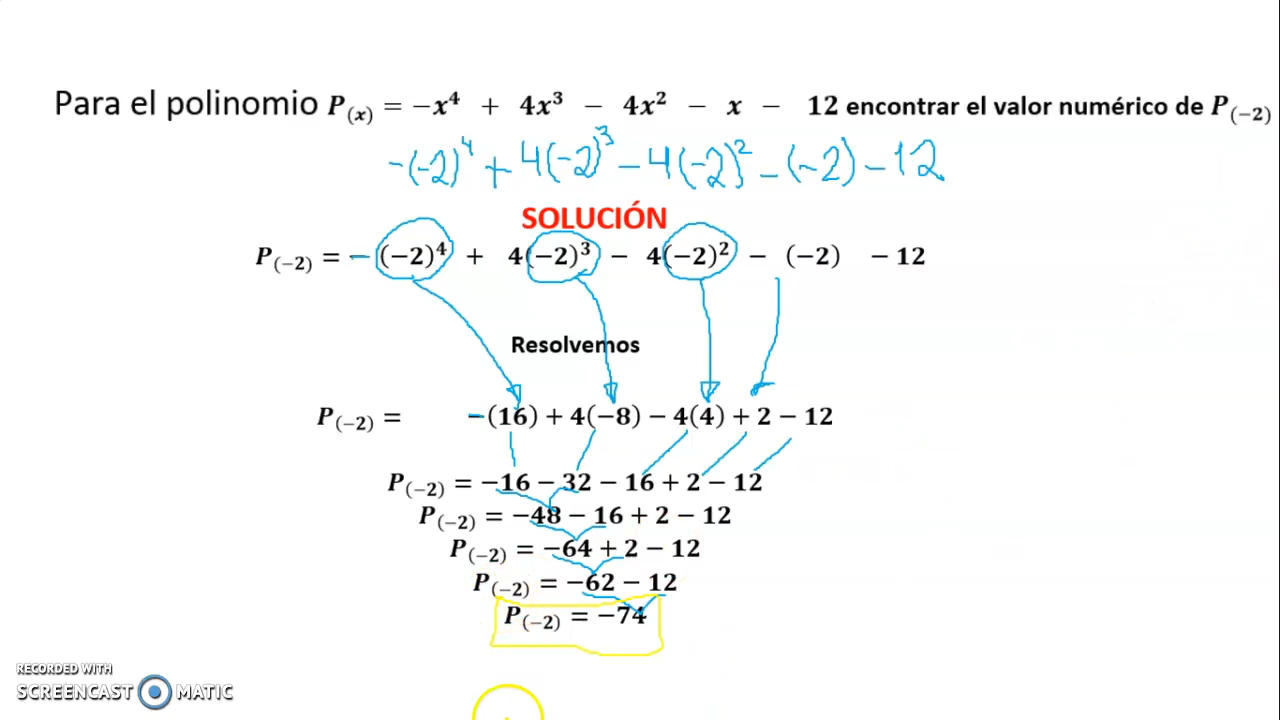 Para el polinomio P₍ₓ₎ = −x⁴ + 4x³ − 4x² − x − 12 encontrar el valor numérico de P₍₋₂₎
-(-2)⁴ + 4(-2)³ - 4(-2)² - (-2) - 12
SOLUCIÓN
P₍₋₂₎ = − (−2)⁴ + 4(−2)³ − 4(−2)² − (−2) − 12
Resolvemos
P₍₋₂₎ = −(16) + 4(−8) − 4(4) + 2 − 12
P₍₋₂₎ = −16 − 32 − 16 + 2 − 12
P₍₋₂₎ = −48 − 16 + 2 − 12
P₍₋₂₎ = −64 + 2 − 12
P₍₋₂₎ = −62 − 12
P₍₋₂₎ = −74
RECORDED WITH
SCREENCAST MATIC